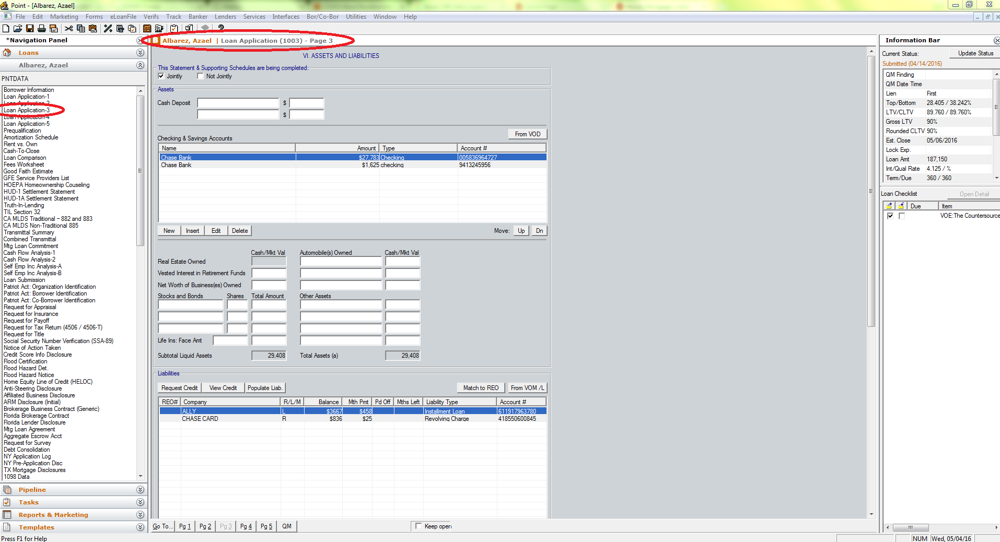 Point - [Albarez, Azael]
File Edit Marketing Forms eLoanFile Verifs Track Banker Lenders Services Interfaces Bor/Co-Bor Utilities Window Help
*Navigation Panel
Loans
Albarez, Azael
PNTDATA
Borrower Information
Loan Application-1
Loan Application-2
Loan Application-3
Loan Application-4
Loan Application-5
Prequalification
Amortization Schedule
Rent vs. Own
Cash-To-Close
Loan Comparison
Fees Worksheet
Good Faith Estimate
GFE Service Providers List
HOEPA Homeownership Couseling
HUD-1 Settlement Statement
HUD-1A Settlement Statement
Truth-In-Lending
TIL Section 32
CA MLDS Traditional – 882 and 883
CA MLDS Non-Traditional 885
Transmittal Summary
Combined Transmittal
Mtg Loan Commitment
Cash Flow Analysis-1
Cash Flow Analysis-2
Self Emp Inc Analysis-A
Self Emp Inc Analysis-B
Loan Submission
Patriot Act: Organization Identification
Patriot Act: Borrower Identification
Patriot Act: Co-Borrower Identification
Request for Appraisal
Request for Insurance
Request for Payoff
Request for Tax Return (4506 / 4506-T)
Request for Title
Social Security Number Verification (SSA-89)
Notice of Action Taken
Credit Score Info Disclosure
Flood Certification
Flood Hazard Det.
Flood Hazard Notice
Home Equity Line of Credit (HELOC)
Anti-Steering Disclosure
Affiliated Business Disclosure
ARM Disclosure (Initial)
Brokerage Business Contract (Generic)
Florida Brokerage Contract
Florida Lender Disclosure
Mtg Loan Agreement
Aggregate Escrow Acct
Request for Survey
Debt Consolidation
NY Application Log
NY Pre-Application Disc
TX Mortgage Disclosures
1098 Data
Pipeline
Tasks
Reports & Marketing
Templates
Press F1 for Help
B Albarez, Azael | Loan Application (1003) - Page 3
VI. ASSETS AND LIABILITIES
This Statement & Supporting Schedules are being completed:
Jointly Not Jointly
Assets
Cash Deposit $
$
Checking & Savings Accounts From VOD
Name Amount Type Account #
Chase Bank $27,783 Checking 005836964727
Chase Bank $1,625 checking 9413245956
New Insert Edit Delete Move: Up Dn
Cash/Mkt Val Automobile(s) Owned Cash/Mkt Val
Real Estate Owned
Vested Interest in Retirement Funds
Net Worth of Business(es) Owned
Stocks and Bonds Shares Total Amount Other Assets
Life Ins: Face Amt
Subtotal Liquid Assets 29,408 Total Assets (a) 29,408
Liabilities
Request Credit View Credit Populate Liab. Match to REO From VOM /L
REO# Company R/L/M Balance Mth Pmt Pd Off Mths Left Liability Type Account #
ALLY L $3667 $458 Installment Loan 611917963780
CHASE CARD R $836 $25 Revolving Charge 418550600845
Go To... Pg 1 Pg 2 Pg 3 Pg 4 Pg 5 QM Keep open
Information Bar
Current Status: Update Status
Submitted (04/14/2016)
QM Finding
QM Date Time
Lien First
Top/Bottom 28.405 / 38.242%
LTV/CLTV 89.760 / 89.760%
Gross LTV 90%
Rounded CLTV 90%
Est. Close 05/06/2016
Lock Exp.
Loan Amt 187,150
Int/Qual Rate 4.125 / %
Term/Due 360 / 360
Loan Checklist Open Detail
Due Item
VOE:The Countersource
NUM Wed, 05/04/16